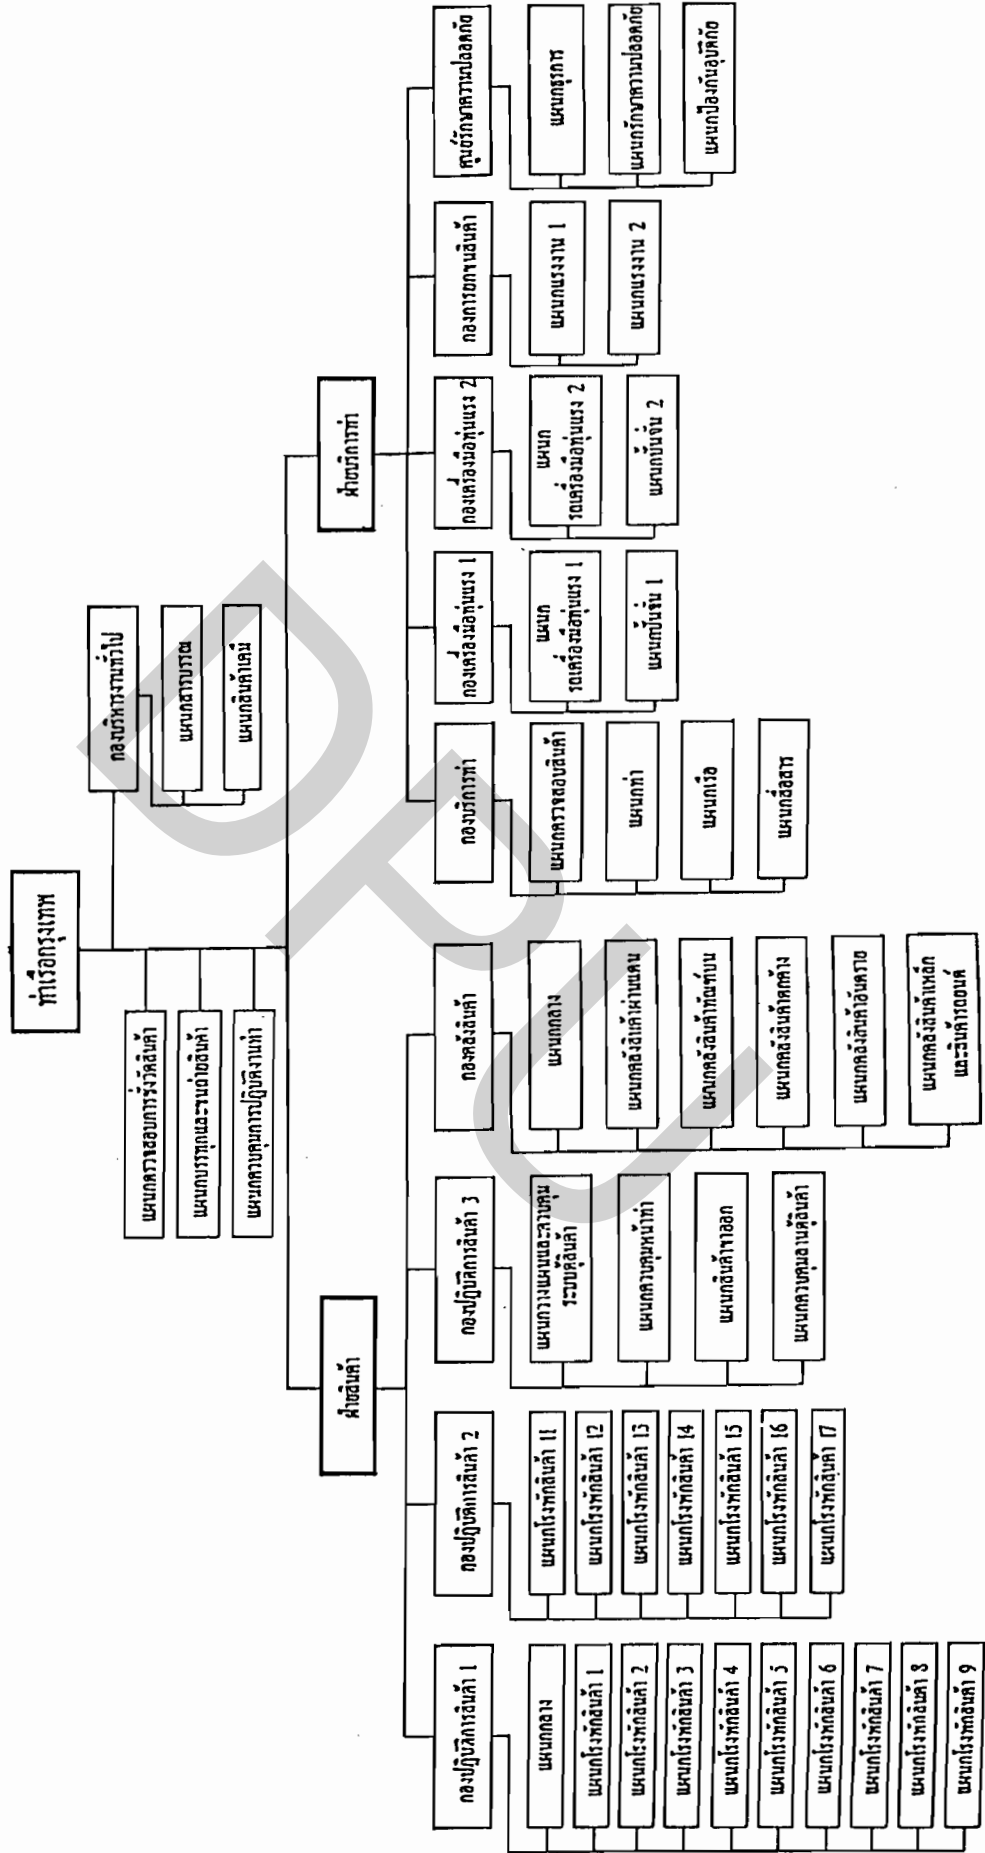 ท่าเรือกรุงเทพ
กองบริหารงานทั่วไป
แผนกสารบรรณ
แผนกสินค้าเคม
แผนกตรวจสอบการชั่งวัดสินค้า
แผนกบรรทุกและขนถ่ายสินค้า
แผนกควบคุมการปฏิบัติงานท่า
ฝ่ายสินค้า
กองปฏิบัติการสินค้า 1
แผนกกลาง
แผนกโรงพักสินค้า 1
แผนกโรงพักสินค้า 2
แผนกโรงพักสินค้า 3
แผนกโรงพักสินค้า 4
แผนกโรงพักสินค้า 5
แผนกโรงพักสินค้า 6
แผนกโรงพักสินค้า 7
แผนกโรงพักสินค้า 8
แผนกโรงพักสินค้า 9
กองปฏิบัติการสินค้า 2
แผนกโรงพักสินค้า 11
แผนกโรงพักสินค้า 12
แผนกโรงพักสินค้า 13
แผนกโรงพักสินค้า 14
แผนกโรงพักสินค้า 15
แผนกโรงพักสินค้า 16
แผนกโรงพักสินค้า 17
กองปฏิบัติการสินค้า 3
แผนกวางแผนและควบคุม
ระบบตู้สินค้า
แผนกควบคุมหน้าท่า
แผนกสินค้าขาออก
แผนกควบคุมลานตู้สินค้า
กองคลังสินค้า
แผนกกลาง
แผนกคลังสินค้าผ่านแดน
แผนกคลังสินค้าทัณฑ์บน
แผนกคลังสินค้าตกค้าง
แผนกคลังสินค้าอันตราย
แผนกคลังสินค้าเหล็ก
และสินค้ารถยนต์
ฝ่ายบริการท่า
กองบริการท่า
แผนกตรวจสอบสินค้า
แผนกท่า
แผนกเรือ
แผนกสื่อสาร
กองเครื่องมือทุ่นแรง 1
แผนก
รถเครื่องมือทุ่นแรง 1
แผนกปั้นจั่น 1
กองเครื่องมือทุ่นแรง 2
แผนก
รถเครื่องมือทุ่นแรง 2
แผนกปั้นจั่น 2
กองการยกขนสินค้า
แผนกแรงงาน 1
แผนกแรงงาน 2
ศูนย์รักษาความปลอดภัย
แผนกธุรการ
แผนกรักษาความปลอดภัย
แผนกป้องกันอุบัติภัย
DPU